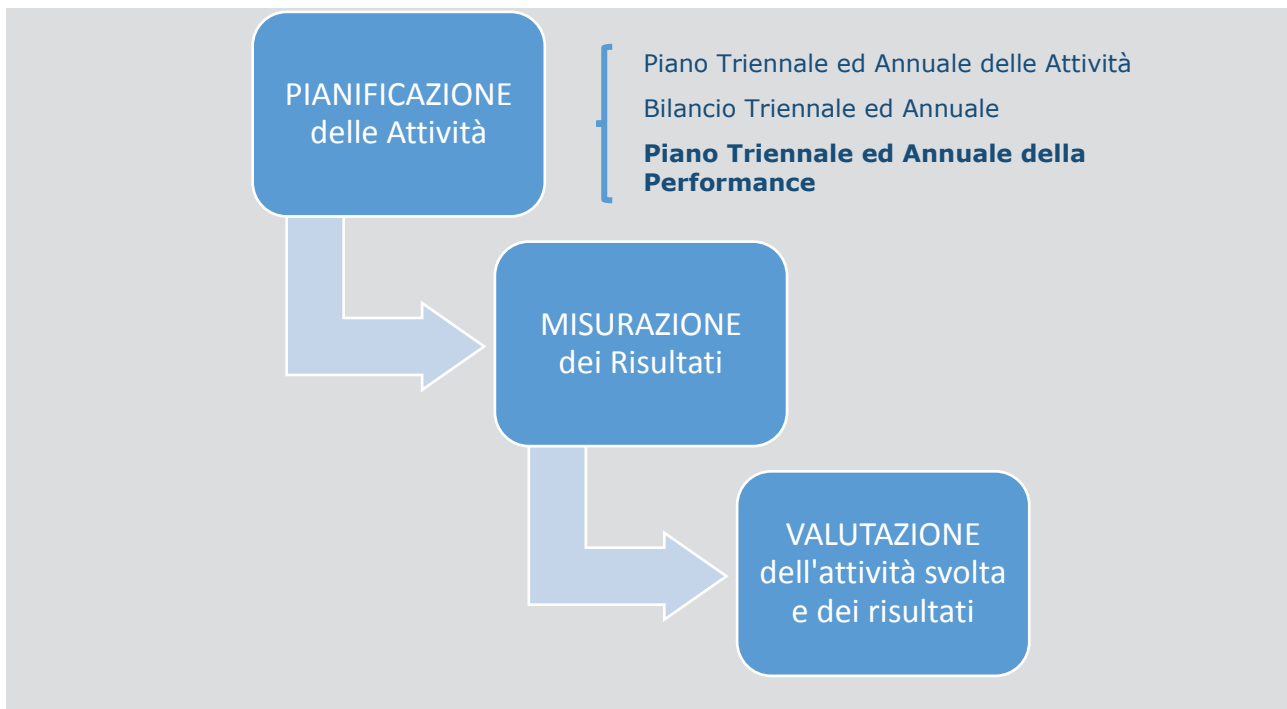 PIANIFICAZIONE
delle Attività
Piano Triennale ed Annuale delle Attività
Bilancio Triennale ed Annuale
Piano Triennale ed Annuale della
Performance
MISURAZIONE
dei Risultati
VALUTAZIONE
dell'attività svolta
e dei risultati